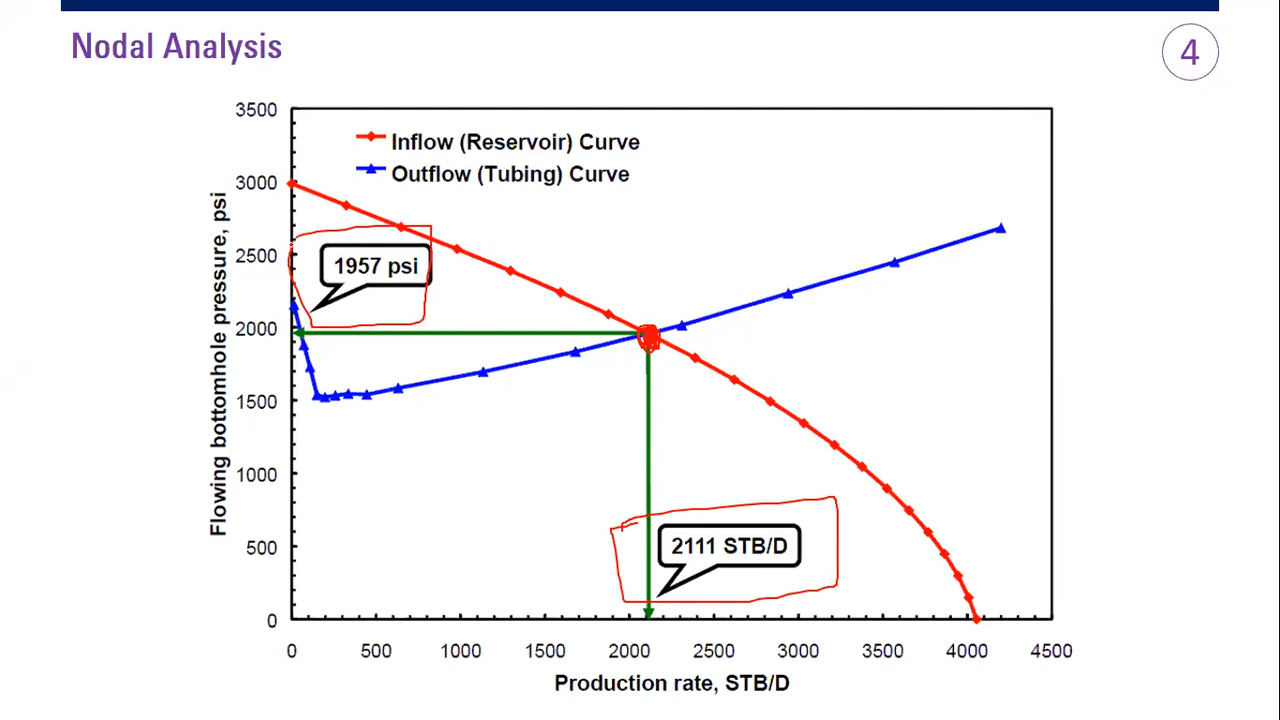 Nodal Analysis
4
3500
3000
2500
2000
1500
1000
500
0
Flowing bottomhole pressure, psi
Inflow (Reservoir) Curve
Outflow (Tubing) Curve
1957 psi
2111 STB/D
0 500 1000 1500 2000 2500 3000 3500 4000 4500
Production rate, STB/D